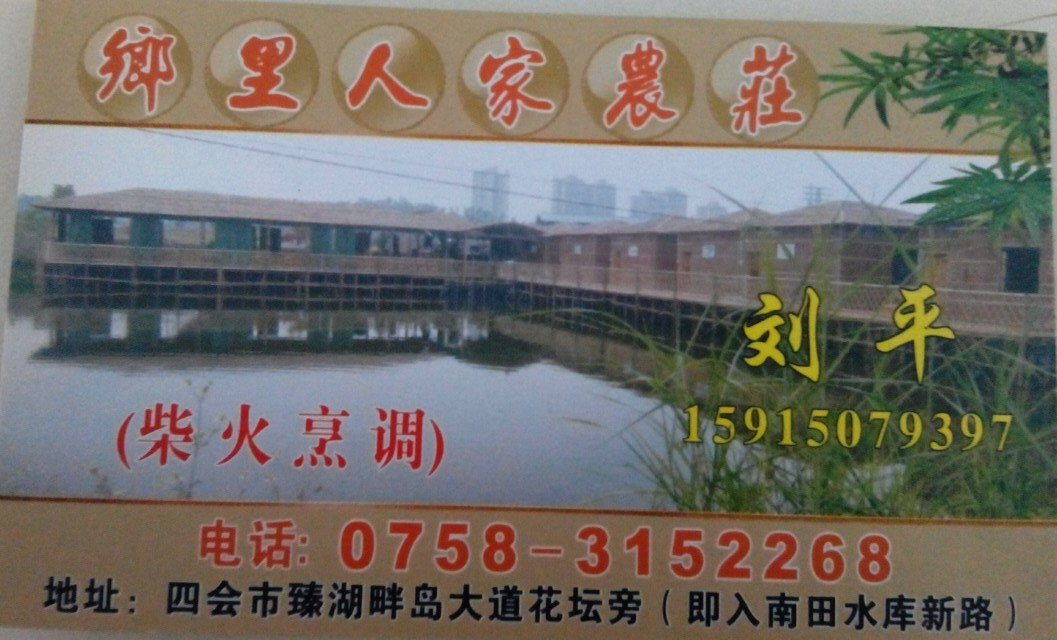 鄉里人家農莊
刘平
15915079397
(柴火烹调)
电话: 0758-3152268
地址：四会市臻湖畔岛大道花坛旁（即入南田水库新路）